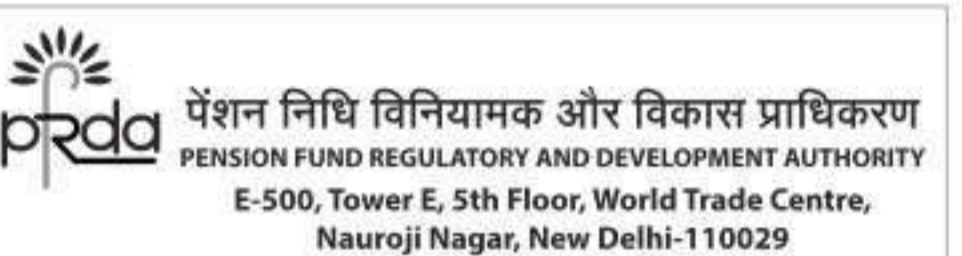 pfrda
पेंशन निधि विनियामक और विकास प्राधिकरण
PENSION FUND REGULATORY AND DEVELOPMENT AUTHORITY
E-500, Tower E, 5th Floor, World Trade Centre,
Nauroji Nagar, New Delhi-110029